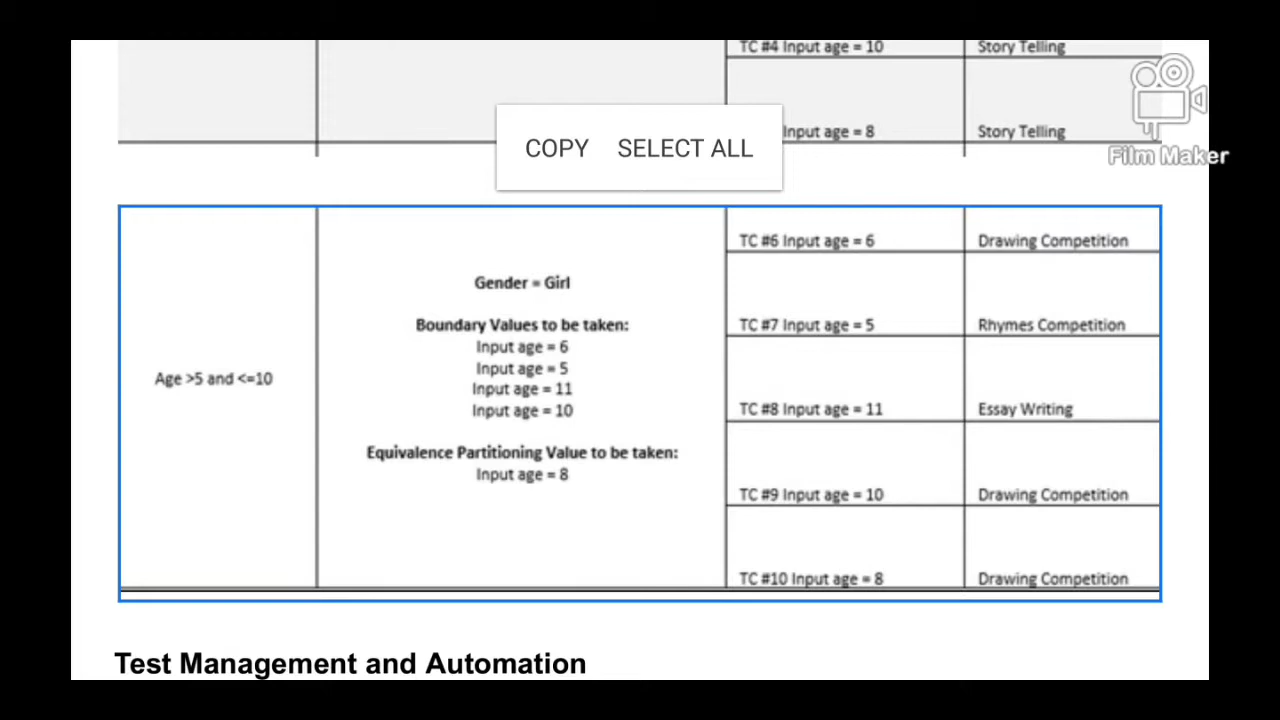 TC #4 Input age = 10
Story Telling
Input age = 8
Story Telling
COPY SELECT ALL
Film Maker
Age >5 and <=10
Gender = Girl
Boundary Values to be taken:
Input age = 6
Input age = 5
Input age = 11
Input age = 10
Equivalence Partitioning Value to be taken:
Input age = 8
TC #6 Input age = 6
Drawing Competition
TC #7 Input age = 5
Rhymes Competition
TC #8 Input age = 11
Essay Writing
TC #9 Input age = 10
Drawing Competition
TC #10 Input age = 8
Drawing Competition
Test Management and Automation